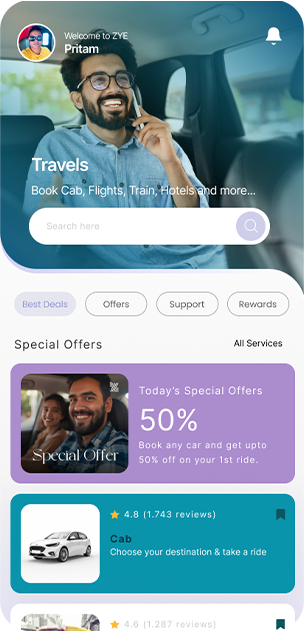 Welcome to ZYE
Pritam
Travels
Book Cab, Flights, Train, Hotels and more...
Search here
Best Deals
Offers
Support
Rewards
Special Offers
All Services
Special Offer
Today's Special Offers
50%
Book any car and get upto
50% off on your 1st ride.
4.8 (1.743 reviews)
Cab
Choose your destination & take a ride
4.6 (1.287 reviews)